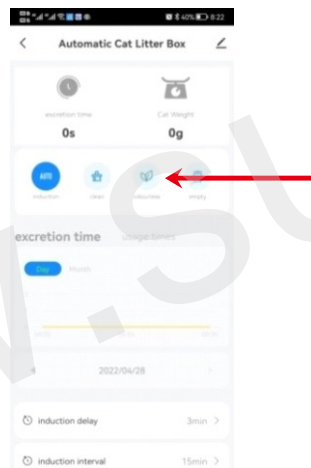 40% 8:22
Automatic Cat Litter Box
excretion time Cat Weight
0s 0g
AUTO
induction clean empty
excretion time usage times
Day Month
2022/04/28
induction delay 3min >
induction interval 15min >